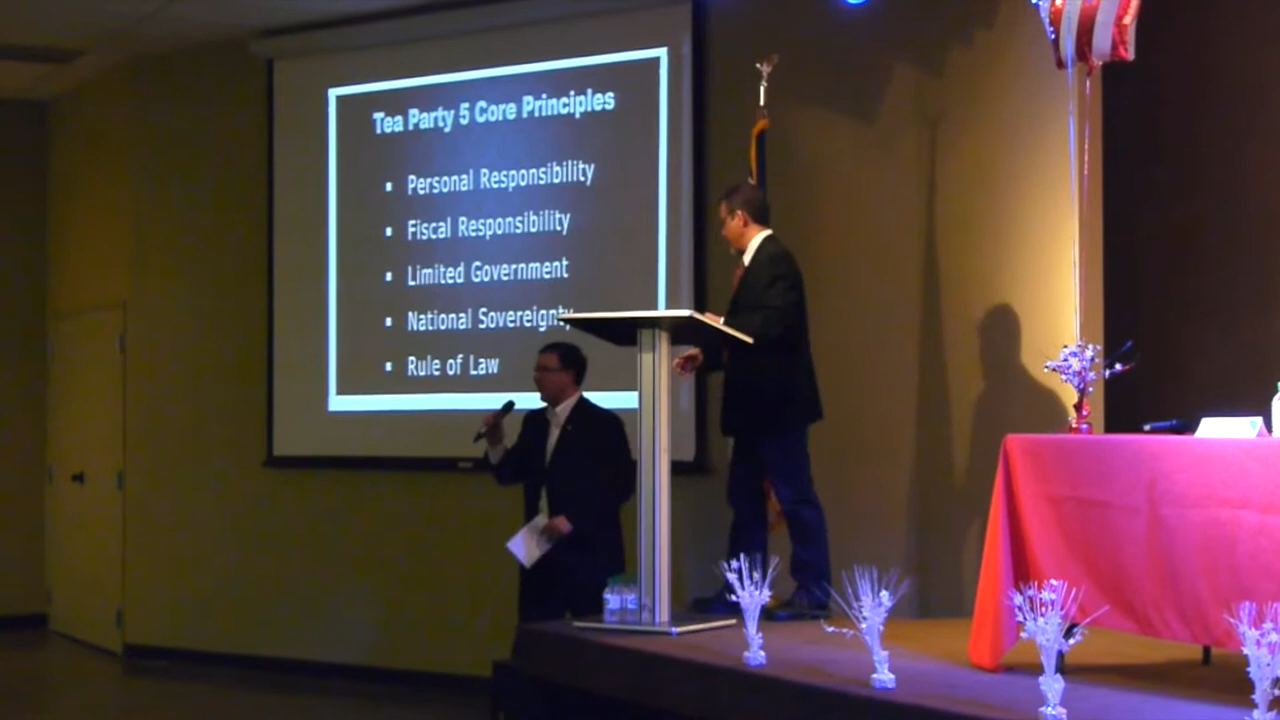 Tea Party 5 Core Principles
▪ Personal Responsibility
▪ Fiscal Responsibility
▪ Limited Government
▪ National Sovereignty
▪ Rule of Law